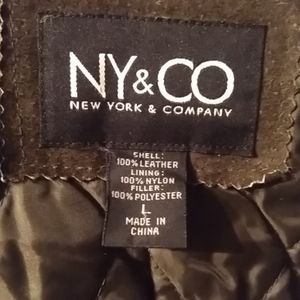 NY&CO
NEW YORK & COMPANY
SHELL:
100% LEATHER
LINING:
100% NYLON
FILLER:
100% POLYESTER
L
MADE IN
CHINA